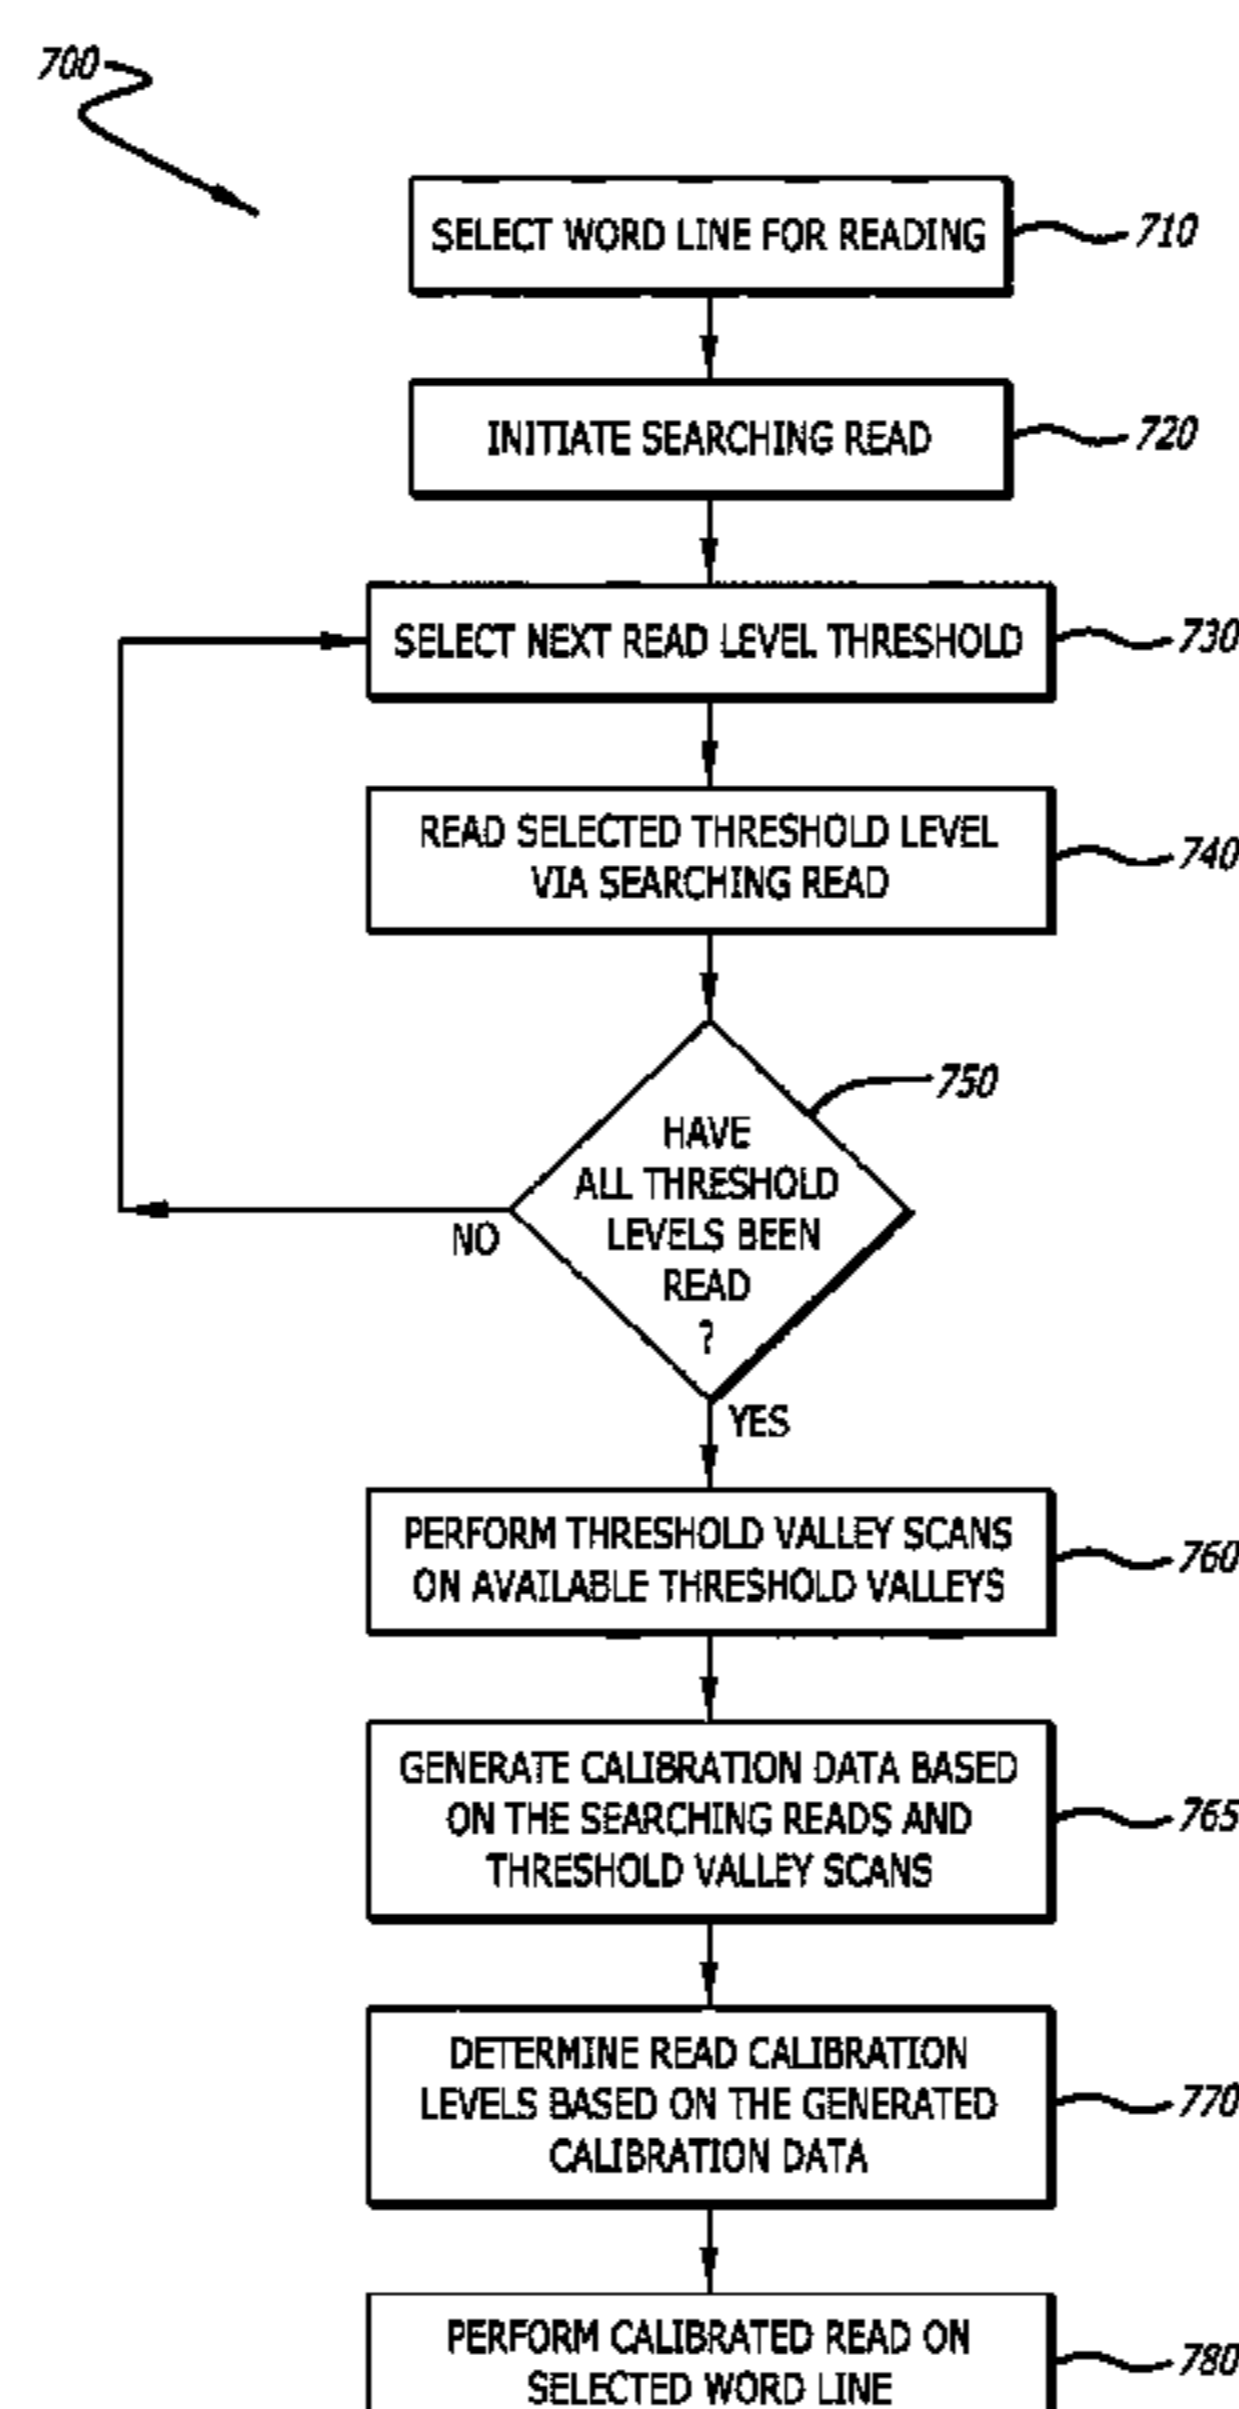 700
SELECT WORD LINE FOR READING
710
INITIATE SEARCHING READ
720
SELECT NEXT READ LEVEL THRESHOLD
730
READ SELECTED THRESHOLD LEVEL
VIA SEARCHING READ
740
750
HAVE
ALL THRESHOLD
LEVELS BEEN
READ
?
NO
YES
PERFORM THRESHOLD VALLEY SCANS
ON AVAILABLE THRESHOLD VALLEYS
760
GENERATE CALIBRATION DATA BASED
ON THE SEARCHING READS AND
THRESHOLD VALLEY SCANS
765
DETERMINE READ CALIBRATION
LEVELS BASED ON THE GENERATED
CALIBRATION DATA
770
PERFORM CALIBRATED READ ON
SELECTED WORD LINE
780